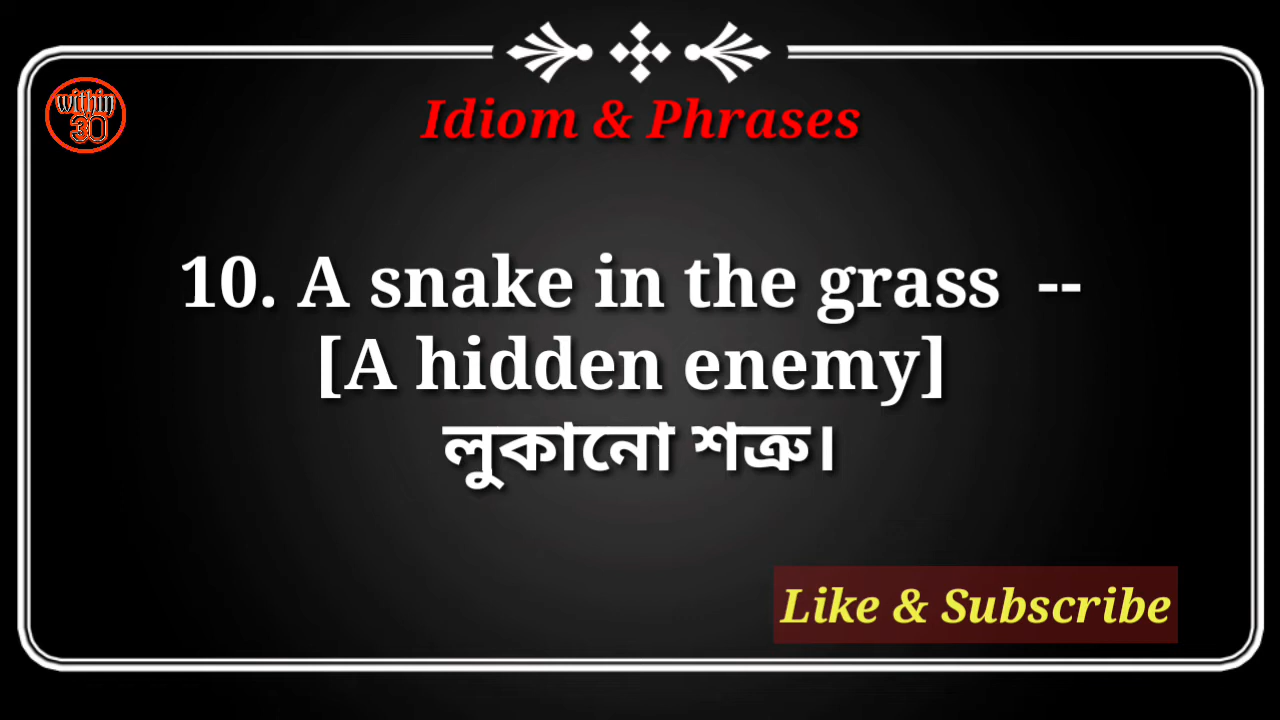 within
30
Idiom & Phrases
10. A snake in the grass --
[A hidden enemy]
লুকানো শত্রু।
Like & Subscribe